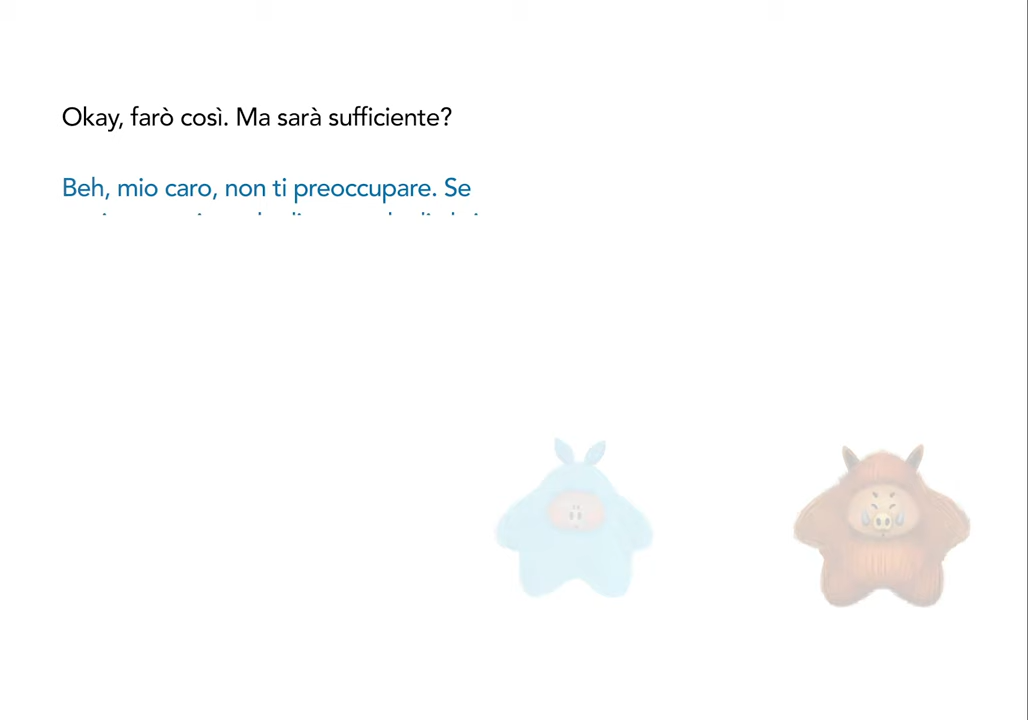 Okay, farò così. Ma sarà sufficiente?
Beh, mio caro, non ti preoccupare. Se